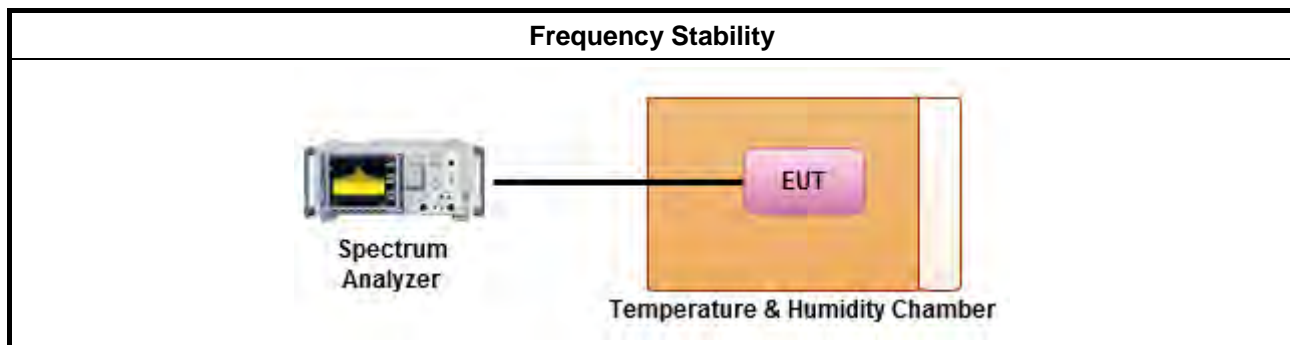 Frequency Stability
EUT
Spectrum
Analyzer
Temperature & Humidity Chamber